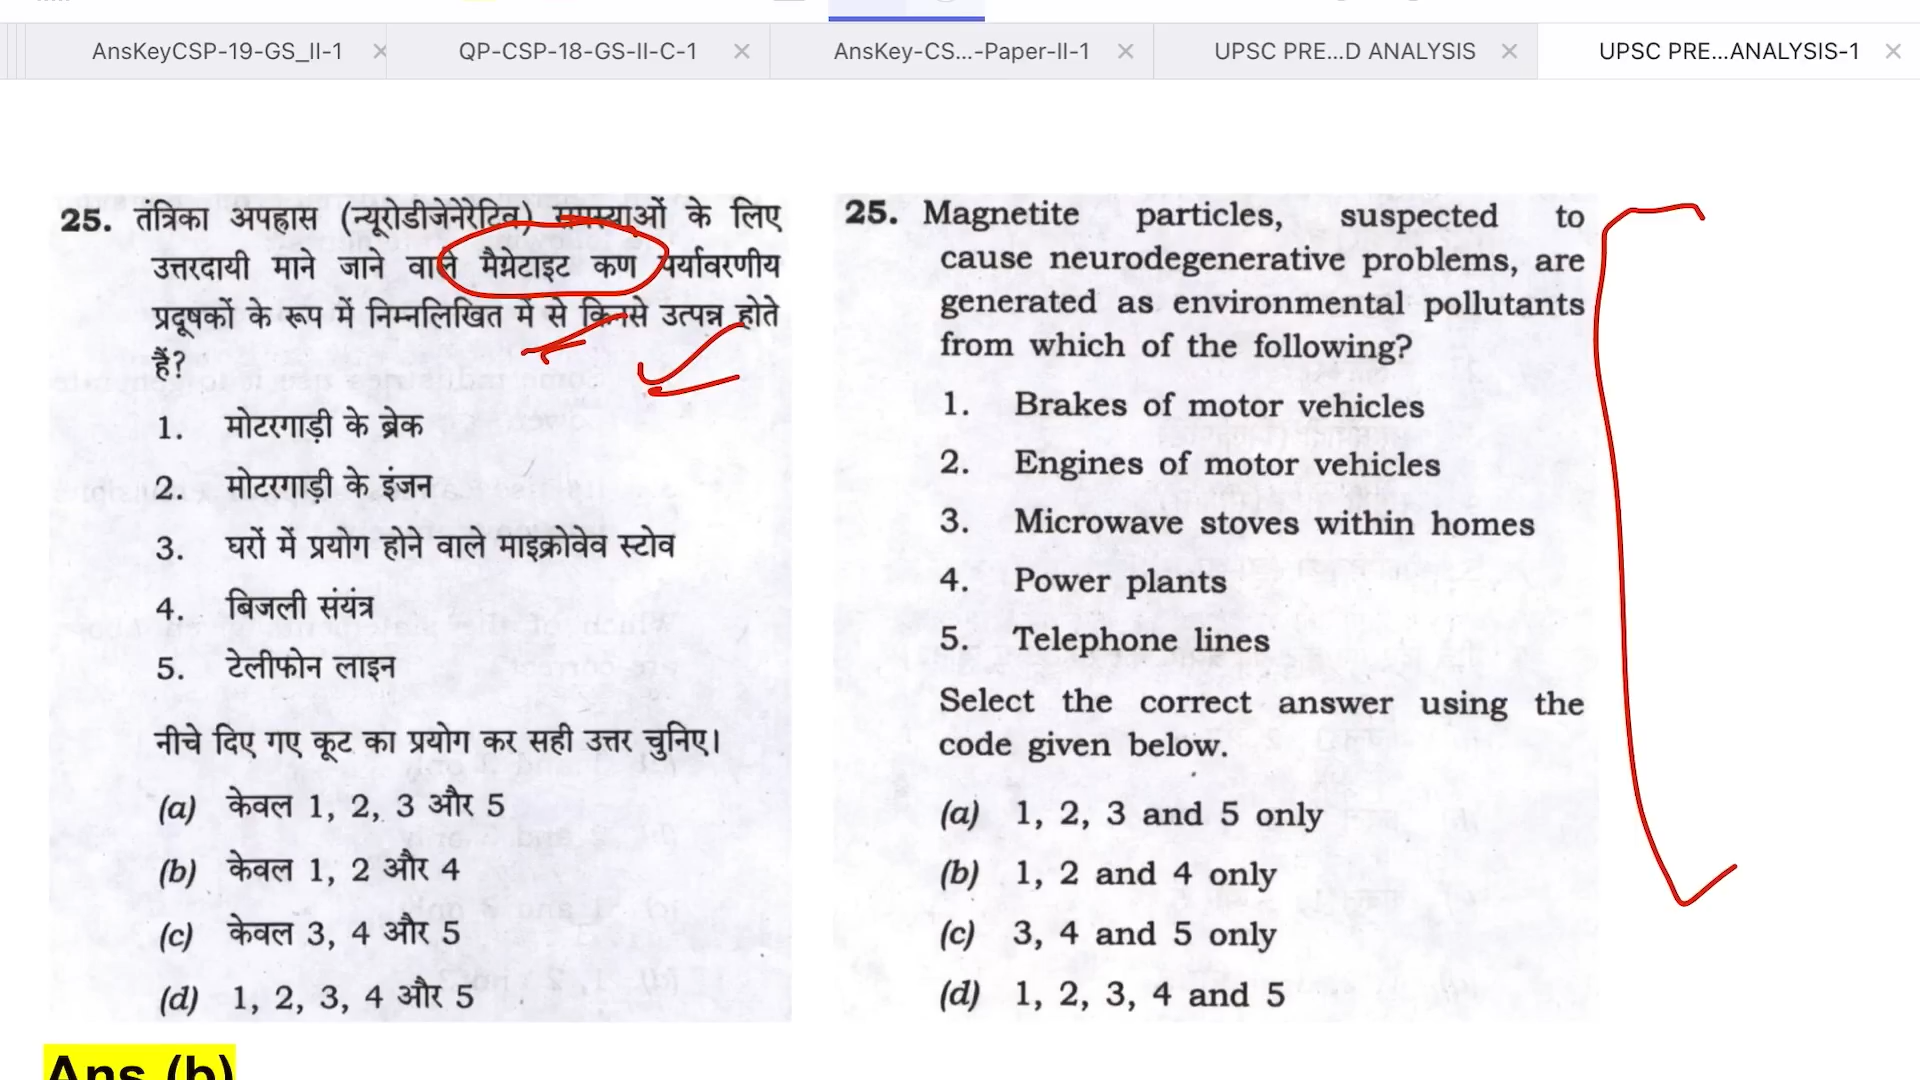 AnsKeyCSP-19-GS_II-1
QP-CSP-18-GS-II-C-1
AnsKey-CS...-Paper-II-1
UPSC PRE...D ANALYSIS
UPSC PRE...ANALYSIS-1
25. तंत्रिका अपह्रास (न्यूरोडीजेनेरेटिव) समस्याओं के लिए
उत्तरदायी माने जाने वाले मैग्नेटाइट कण पर्यावरणीय
प्रदूषकों के रूप में निम्नलिखित में से किनसे उत्पन्न होते
हैं?
1. मोटरगाड़ी के ब्रेक
2. मोटरगाड़ी के इंजन
3. घरों में प्रयोग होने वाले माइक्रोवेव स्टोव
4. बिजली संयंत्र
5. टेलीफोन लाइन
नीचे दिए गए कूट का प्रयोग कर सही उत्तर चुनिए।
(a) केवल 1, 2, 3 और 5
(b) केवल 1, 2 और 4
(c) केवल 3, 4 और 5
(d) 1, 2, 3, 4 और 5
25. Magnetite particles, suspected to
cause neurodegenerative problems, are
generated as environmental pollutants
from which of the following?
1. Brakes of motor vehicles
2. Engines of motor vehicles
3. Microwave stoves within homes
4. Power plants
5. Telephone lines
Select the correct answer using the
code given below.
(a) 1, 2, 3 and 5 only
(b) 1, 2 and 4 only
(c) 3, 4 and 5 only
(d) 1, 2, 3, 4 and 5
Ans (b)